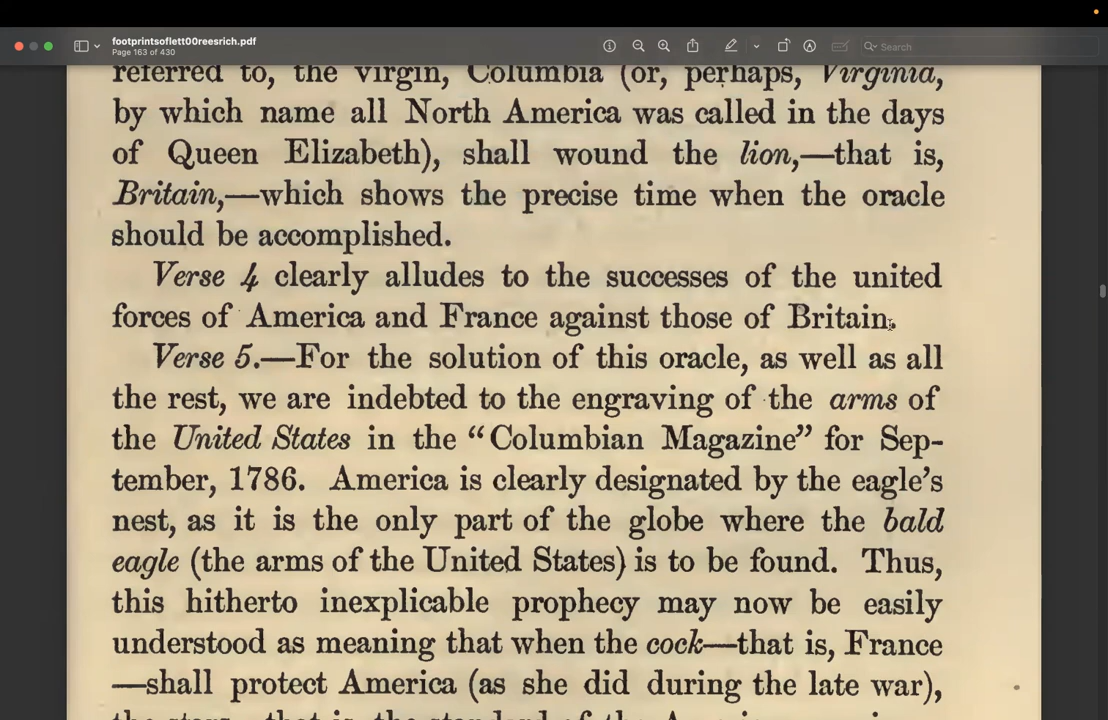 footprintsoflett00reesrich.pdf
Page 163 of 430
Search
referred to, the virgin, Columbia (or, perhaps, Virginia,
by which name all North America was called in the days
of Queen Elizabeth), shall wound the lion,—that is,
Britain,—which shows the precise time when the oracle
should be accomplished.
Verse 4 clearly alludes to the successes of the united
forces of America and France against those of Britain.
Verse 5.—For the solution of this oracle, as well as all
the rest, we are indebted to the engraving of the arms of
the United States in the “Columbian Magazine” for Sep-
tember, 1786. America is clearly designated by the eagle’s
nest, as it is the only part of the globe where the bald
eagle (the arms of the United States) is to be found. Thus,
this hitherto inexplicable prophecy may now be easily
understood as meaning that when the cock—that is, France
—shall protect America (as she did during the late war),